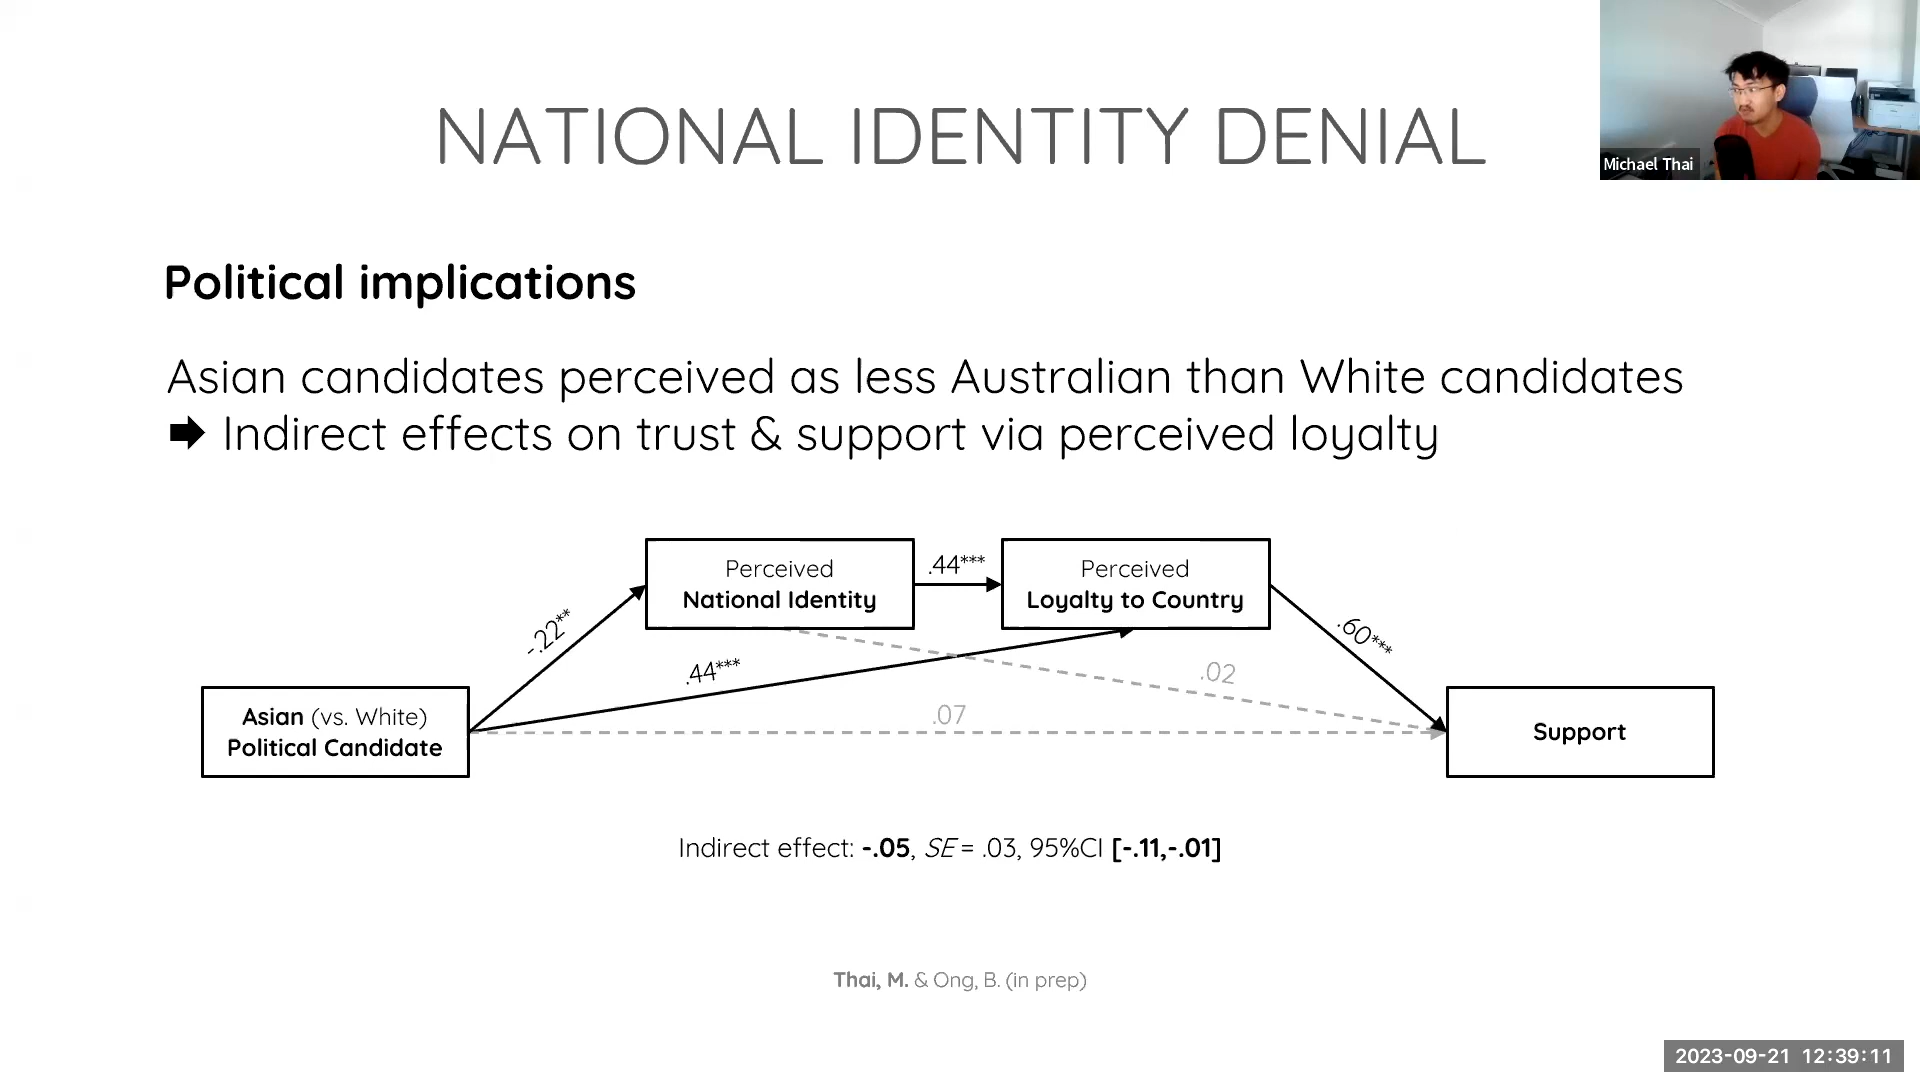 NATIONAL IDENTITY DENIAL
Michael Thai
Political implications
Asian candidates perceived as less Australian than White candidates
➡ Indirect effects on trust & support via perceived loyalty
Perceived
National Identity
.44***
Perceived
Loyalty to Country
-.22**
.44***
.60***
.02
.07
Asian (vs. White)
Political Candidate
Support
Indirect effect: -.05, SE = .03, 95%CI [-.11,-.01]
Thai, M. & Ong, B. (in prep)
2023-09-21 12:39:11